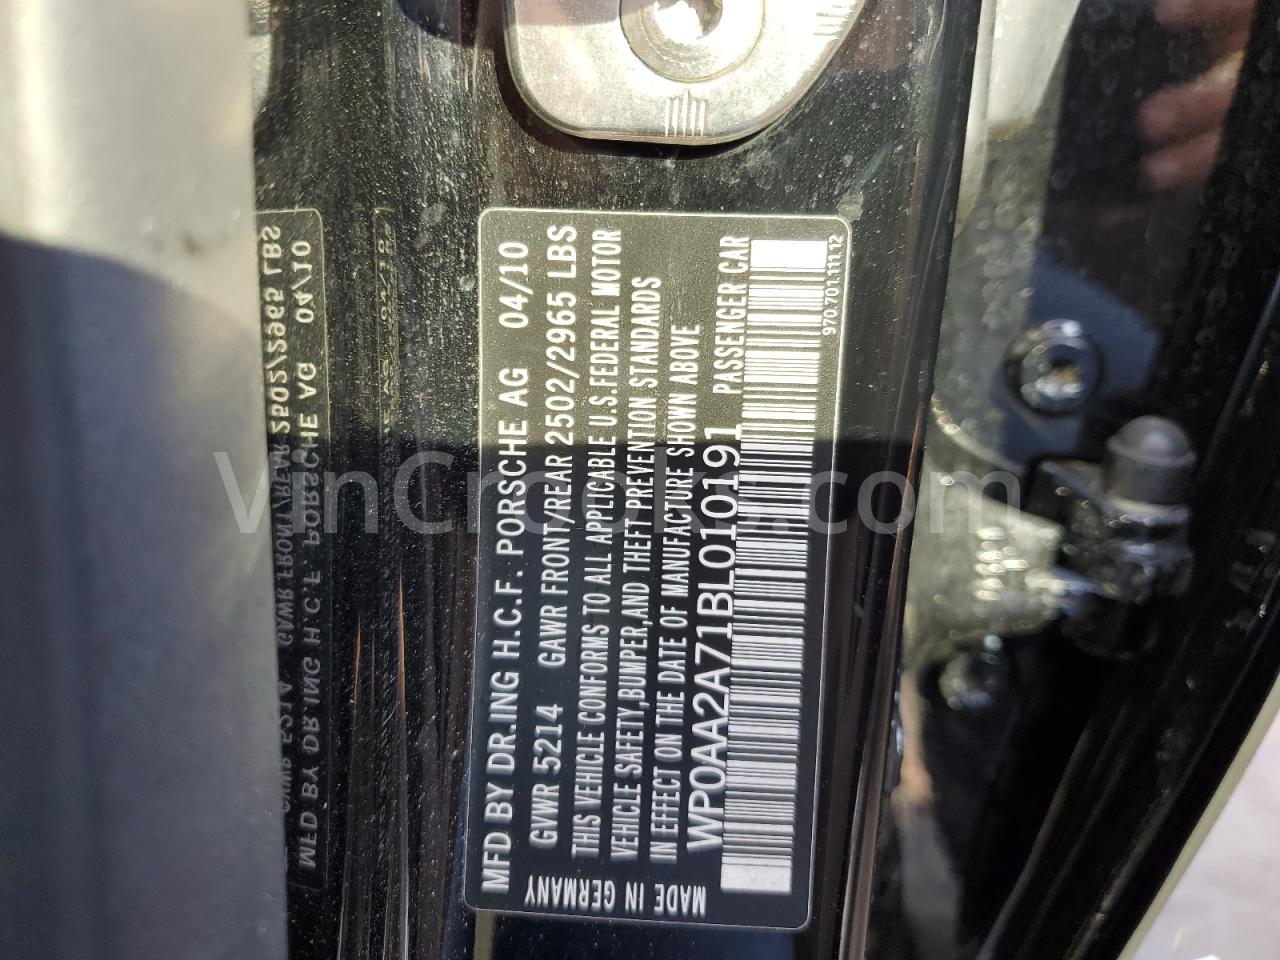 MFD BY DR.ING H.C.F. PORSCHE AG 04/10
GVWR 5214 GAWR FRONT/REAR 2502/2965 LBS
THIS VEHICLE CONFORMS TO ALL APPLICABLE U.S.FEDERAL MOTOR
VEHICLE SAFETY,BUMPER,AND THEFT PREVENTION STANDARDS
IN EFFECT ON THE DATE OF MANUFACTURE SHOWN ABOVE
WP0AA2A71BL010191 PASSENGER CAR
MADE IN GERMANY
970.701.111.12
VinCrooks.com